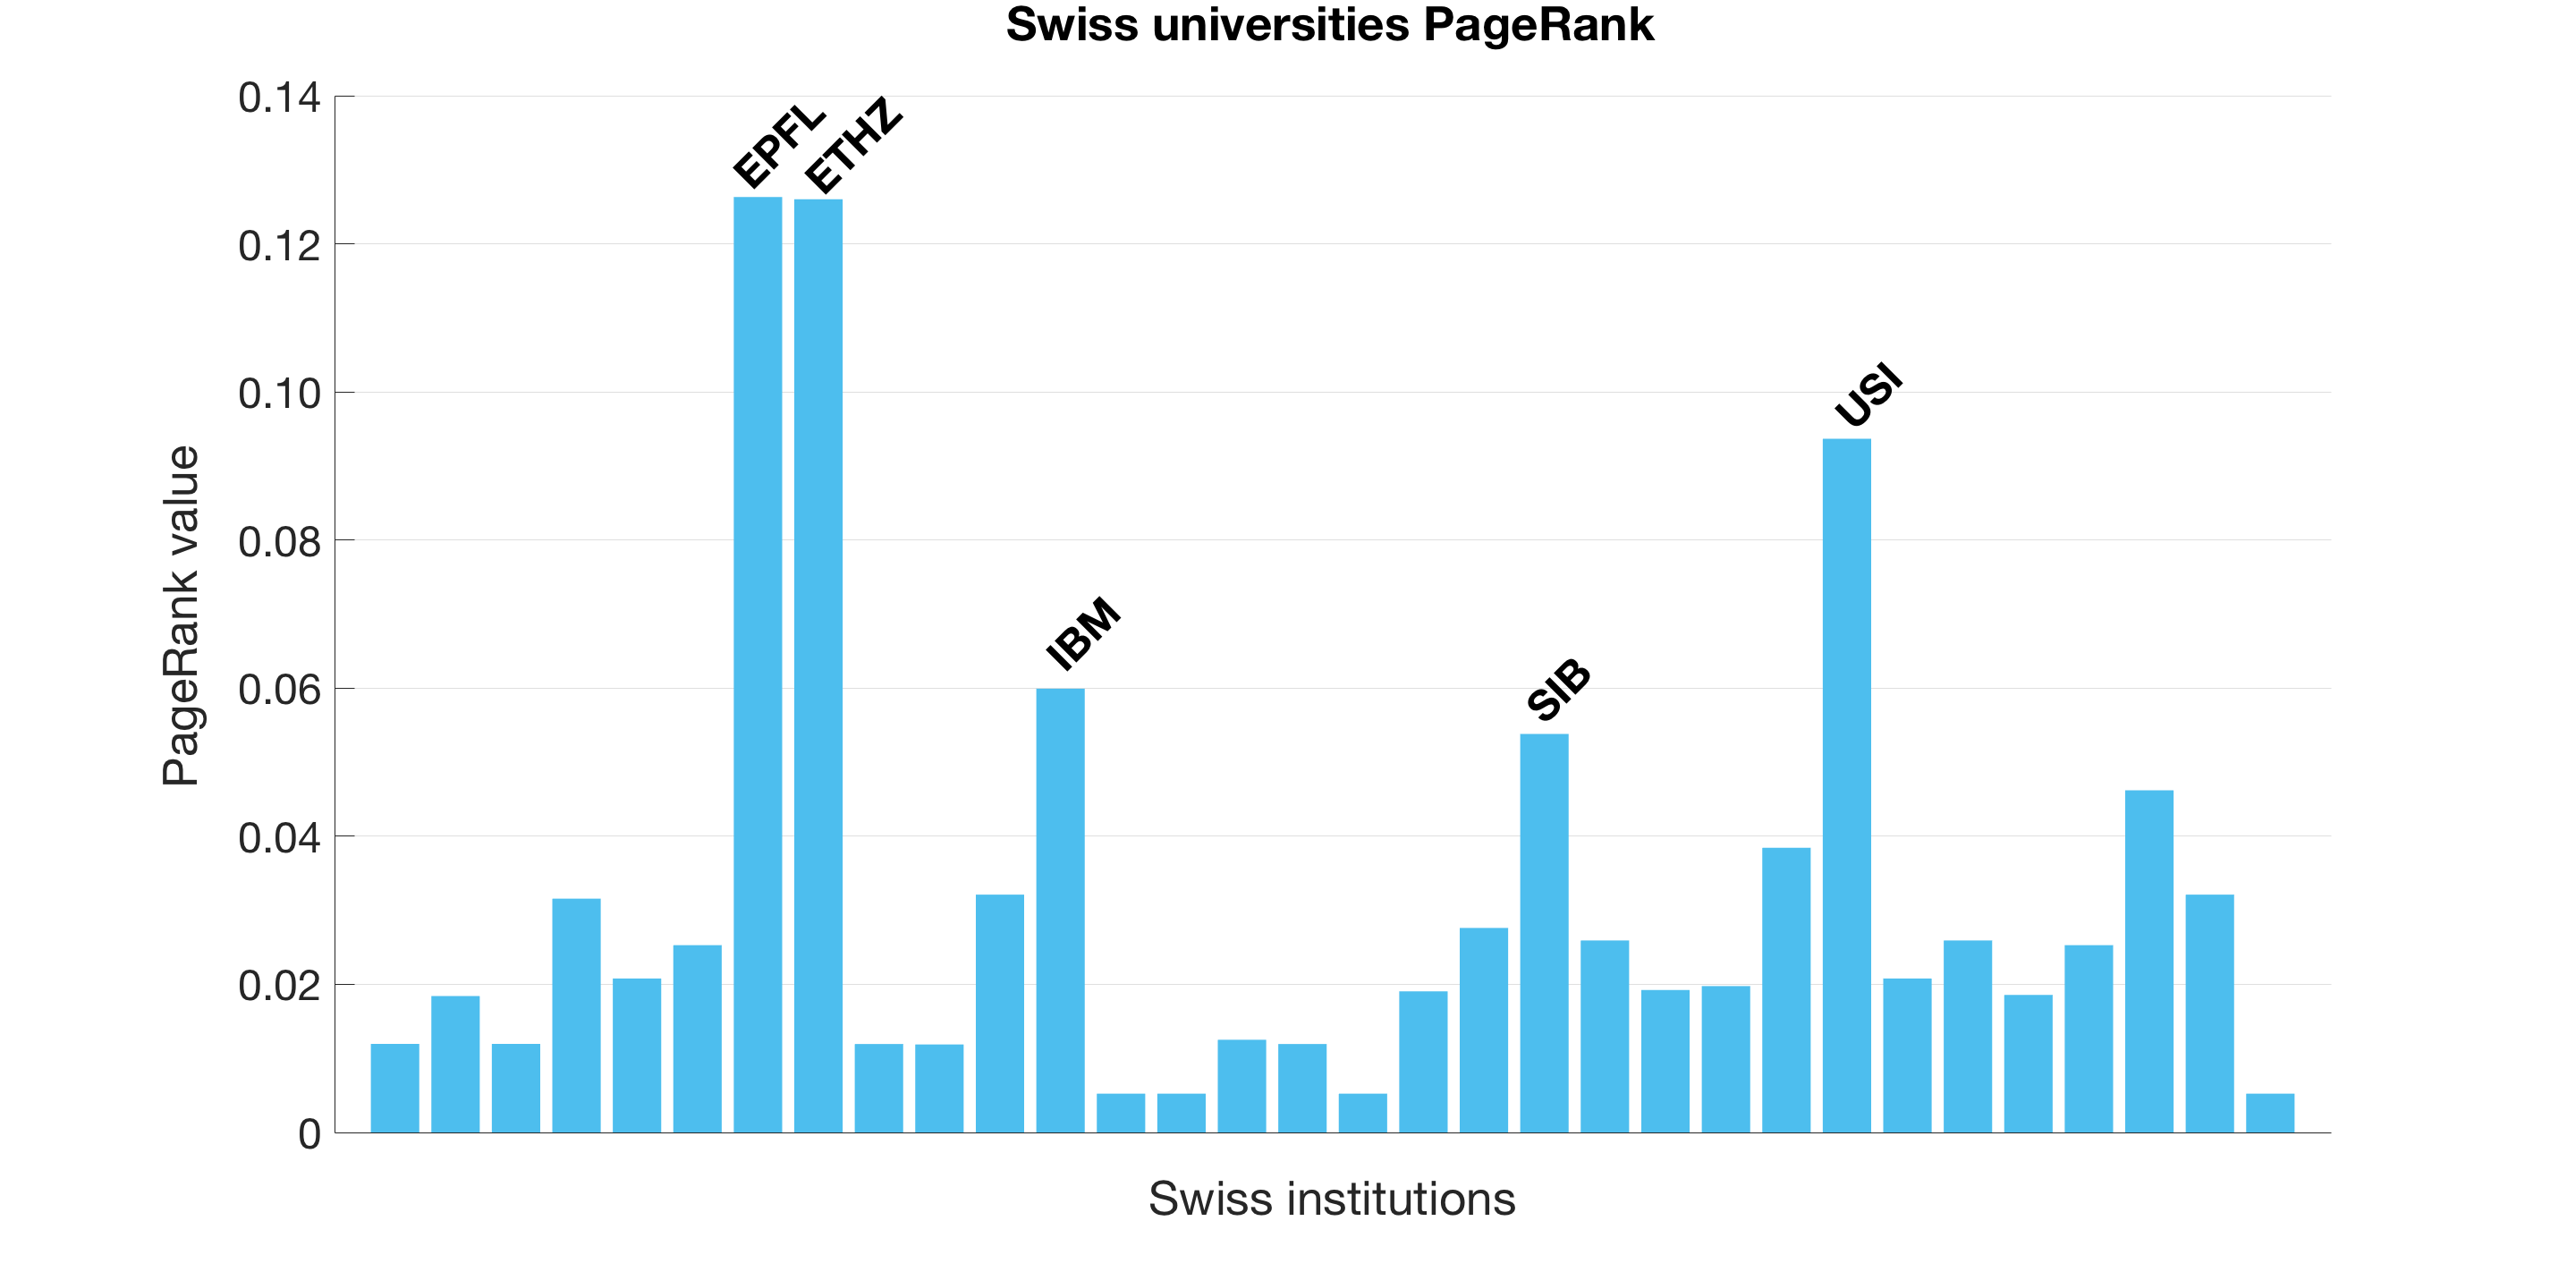 Swiss universities PageRank
0.14
0.12
0.10
0.08
0.06
0.04
0.02
0
PageRank value
EPFL
ETHZ
IBM
SIB
USI
Swiss institutions